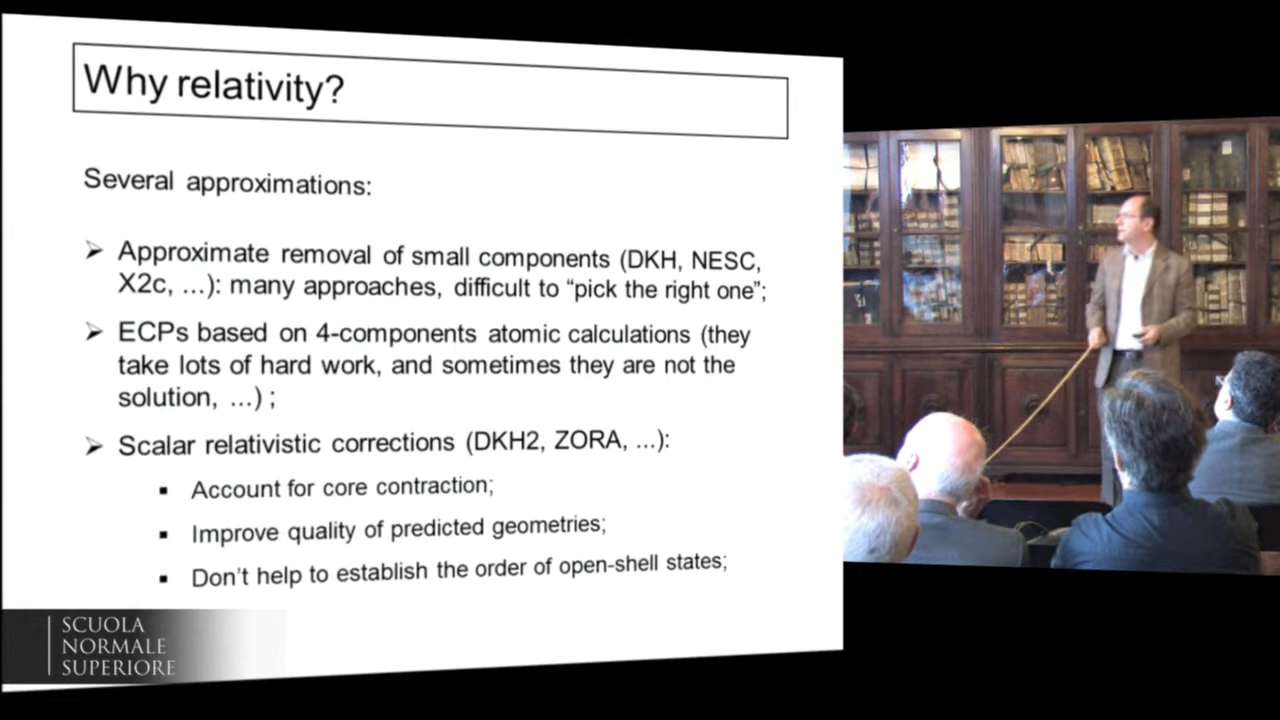 Why relativity?
Several approximations:
➢ Approximate removal of small components (DKH, NESC,
X2c, ...): many approaches, difficult to “pick the right one”;
➢ ECPs based on 4-components atomic calculations (they
take lots of hard work, and sometimes they are not the
solution, ...) ;
➢ Scalar relativistic corrections (DKH2, ZORA, ...):
▪ Account for core contraction;
▪ Improve quality of predicted geometries;
▪ Don’t help to establish the order of open-shell states;
SCUOLA
NORMALE
SUPERIORE